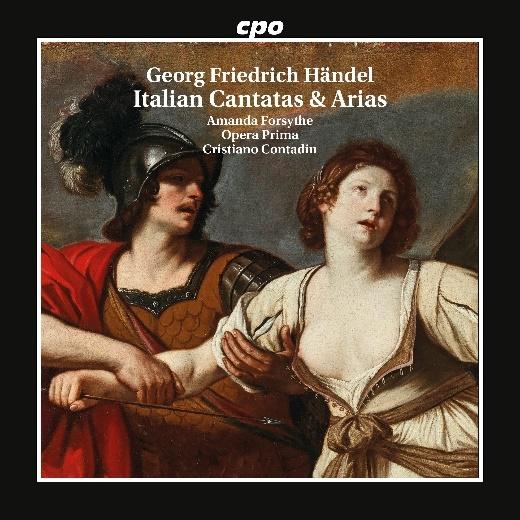 cpo
Georg Friedrich Händel
Italian Cantatas & Arias
Amanda Forsythe
Opera Prima
Cristiano Contadin